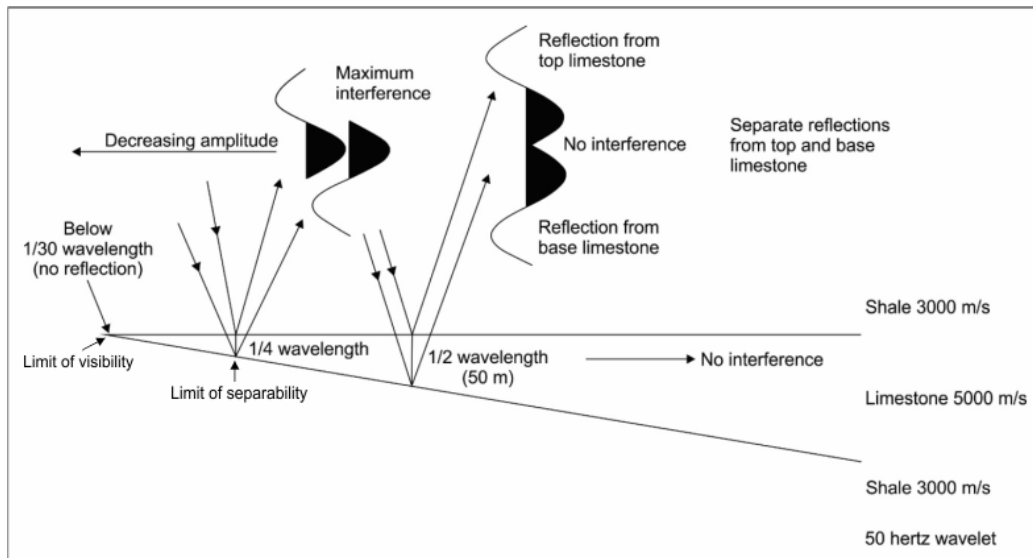 Reflection from
top limestone
Maximum
interference
Decreasing amplitude
No interference
Separate reflections
from top and base
limestone
Below
1/30 wavelength
(no reflection)
Reflection from
base limestone
Shale 3000 m/s
Limit of visibility
1/4 wavelength
Limit of separability
1/2 wavelength
(50 m)
No interference
Limestone 5000 m/s
Shale 3000 m/s
50 hertz wavelet